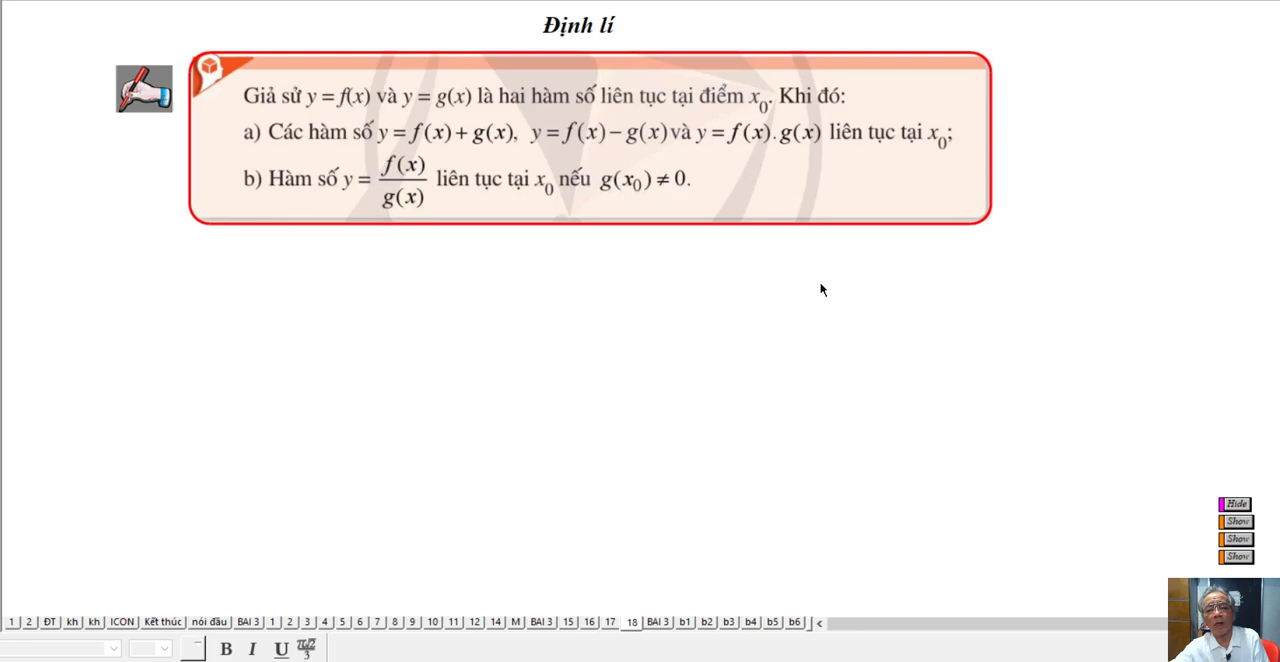 Định lí
Giả sử y = f(x) và y = g(x) là hai hàm số liên tục tại điểm x₀. Khi đó:
a) Các hàm số y = f(x) + g(x), y = f(x) − g(x) và y = f(x).g(x) liên tục tại x₀;
b) Hàm số y = f(x)/g(x) liên tục tại x₀ nếu g(x₀) ≠ 0.
Hide
Show
Show
Show
1 2 ĐT kh kh ICON Kết thúc nói đầu BAI 3 1 2 3 4 5 6 7 8 9 10 11 12 14 M BAI 3 15 16 17 18 BAI 3 b1 b2 b3 b4 b5 b6 <
B I U